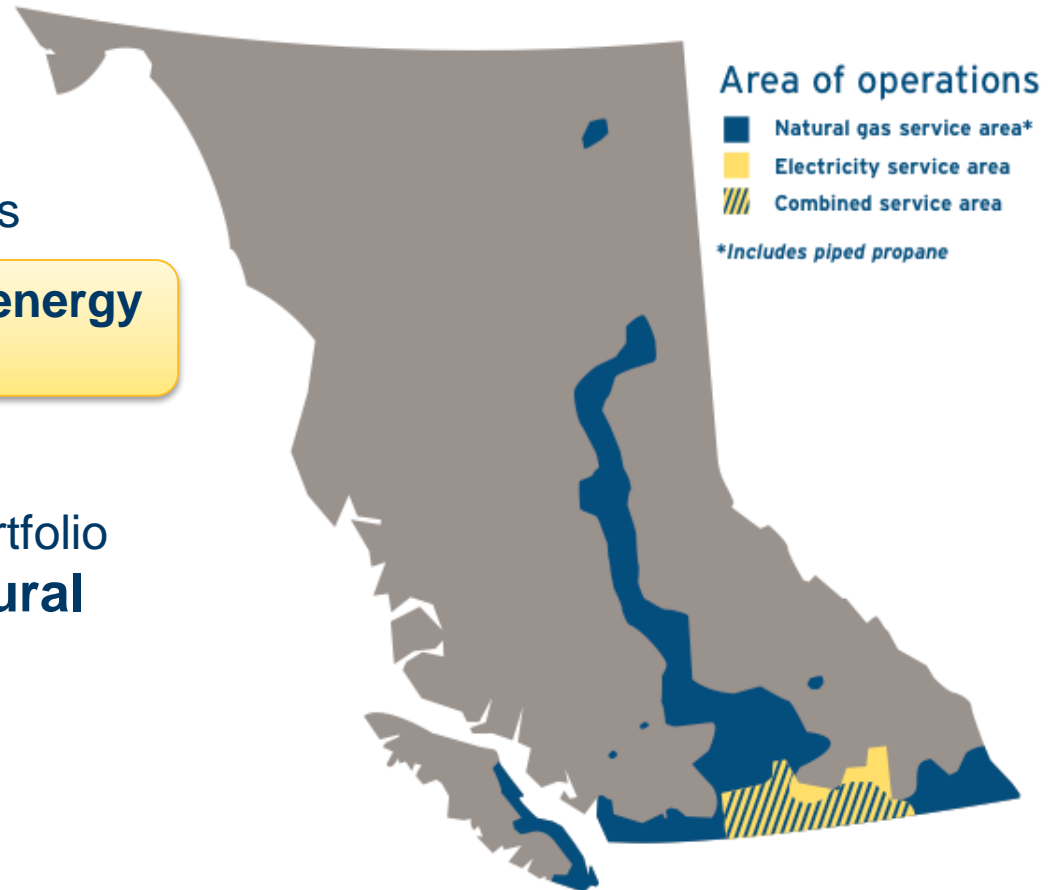 s
energy
rtfolio
ural
Area of operations
Natural gas service area*
Electricity service area
Combined service area
*Includes piped propane